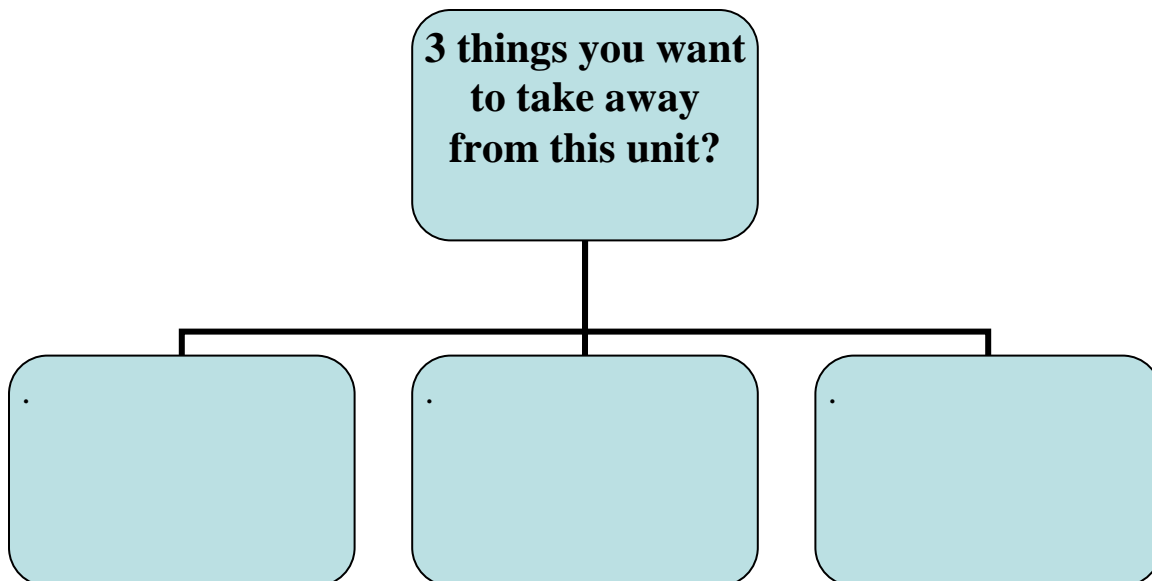 3 things you want
to take away
from this unit?
. . .